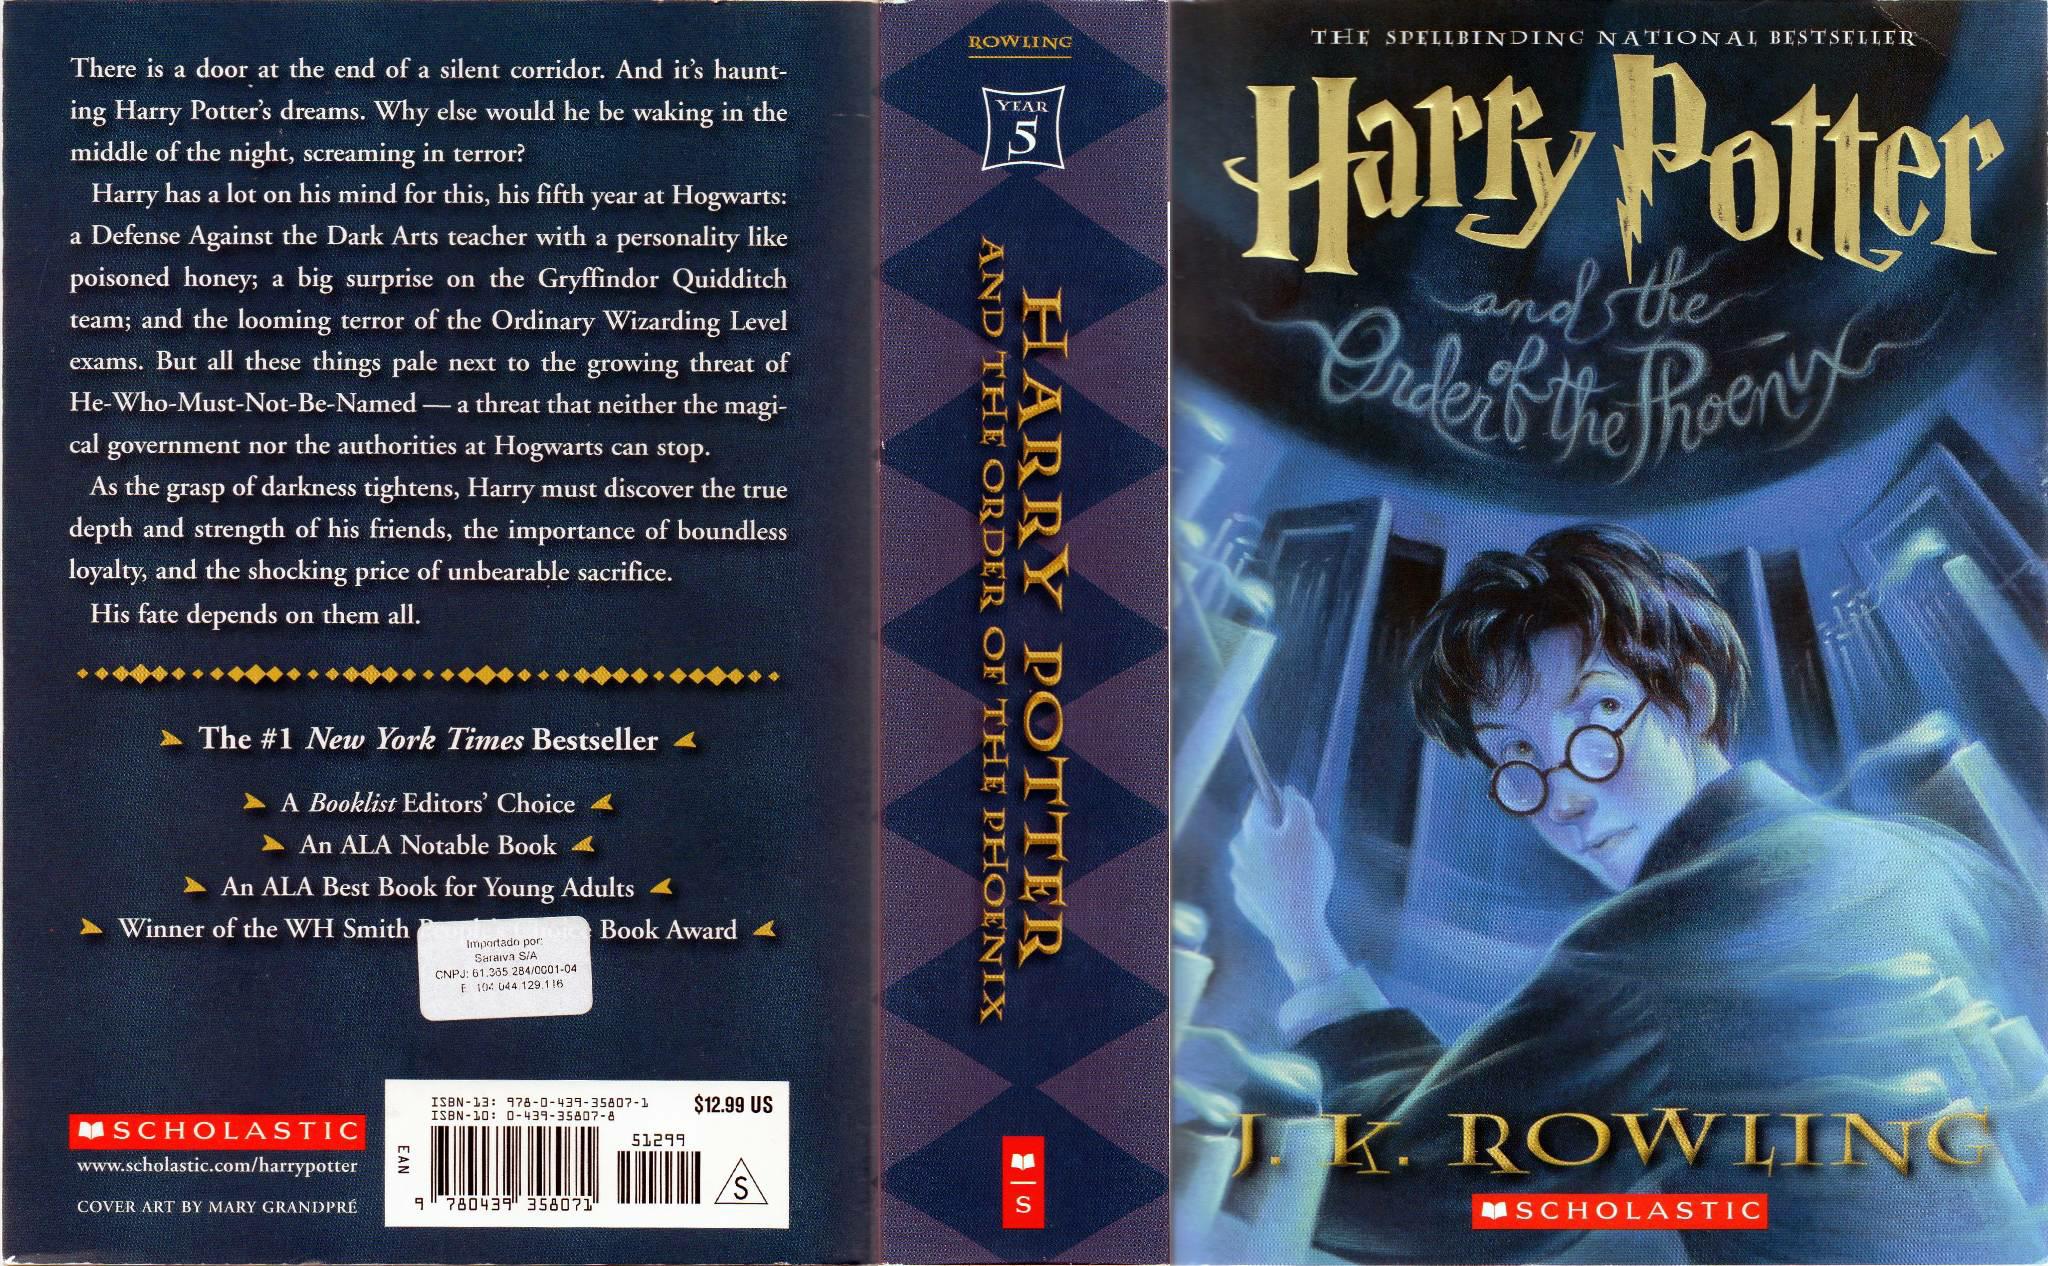 There is a door at the end of a silent corridor. And it's haunt-
ing Harry Potter's dreams. Why else would he be waking in the
middle of the night, screaming in terror?
Harry has a lot on his mind for this, his fifth year at Hogwarts:
a Defense Against the Dark Arts teacher with a personality like
poisoned honey; a big surprise on the Gryffindor Quidditch
team; and the looming terror of the Ordinary Wizarding Level
exams. But all these things pale next to the growing threat of
He-Who-Must-Not-Be-Named — a threat that neither the magi-
cal government nor the authorities at Hogwarts can stop.
As the grasp of darkness tightens, Harry must discover the true
depth and strength of his friends, the importance of boundless
loyalty, and the shocking price of unbearable sacrifice.
His fate depends on them all.
The #1 New York Times Bestseller
A Booklist Editors' Choice
An ALA Notable Book
An ALA Best Book for Young Adults
Winner of the WH Smith People's Choice Book Award
Importado por:
Saraiva S/A
CNPJ: 61.365 284/0001-04
104.044.129.116
SCHOLASTIC
www.scholastic.com/harrypotter
COVER ART BY MARY GRANDPRÉ
ISBN-13: 978-0-439-35807-1
ISBN-10: 0-439-35807-8
$12.99 US
51299
EAN
9 780439 358071
S
ROWLING
YEAR
5
HARRY POTTER
AND THE ORDER OF THE PHOENIX
S
THE SPELLBINDING NATIONAL BESTSELLER
Harry Potter
and the
Order of the Phoenix
J. K. ROWLING
SCHOLASTIC